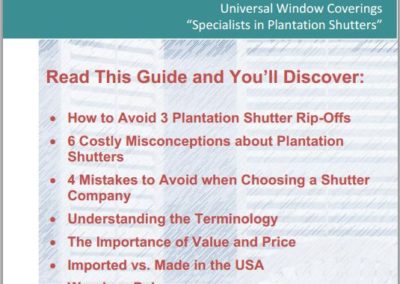 Universal Window Coverings
“Specialists in Plantation Shutters”
Read This Guide and You’ll Discover:
• How to Avoid 3 Plantation Shutter Rip-Offs
• 6 Costly Misconceptions about Plantation
Shutters
• 4 Mistakes to Avoid when Choosing a Shutter
Company
• Understanding the Terminology
• The Importance of Value and Price
• Imported vs. Made in the USA